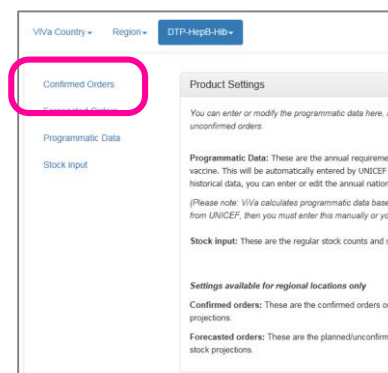 ViVa Country Region DTP-HepB-Hib
Confirmed Orders
Forecasted Orders
Programmatic Data
Stock input
Product Settings
You can enter or modify the programmatic data here,
unconfirmed orders.
Programmatic Data: These are the annual requireme
vaccine. This will be automatically entered by UNICEF
historical data, you can enter or edit the annual nation
(Please note: ViVa calculates programmatic data base
from UNICEF, then you must enter this manually or yo
Stock input: These are the regular stock counts and s
Settings available for regional locations only
Confirmed orders: These are the confirmed orders o
projections.
Forecasted orders: These are the planned/unconfirm
stock projections.